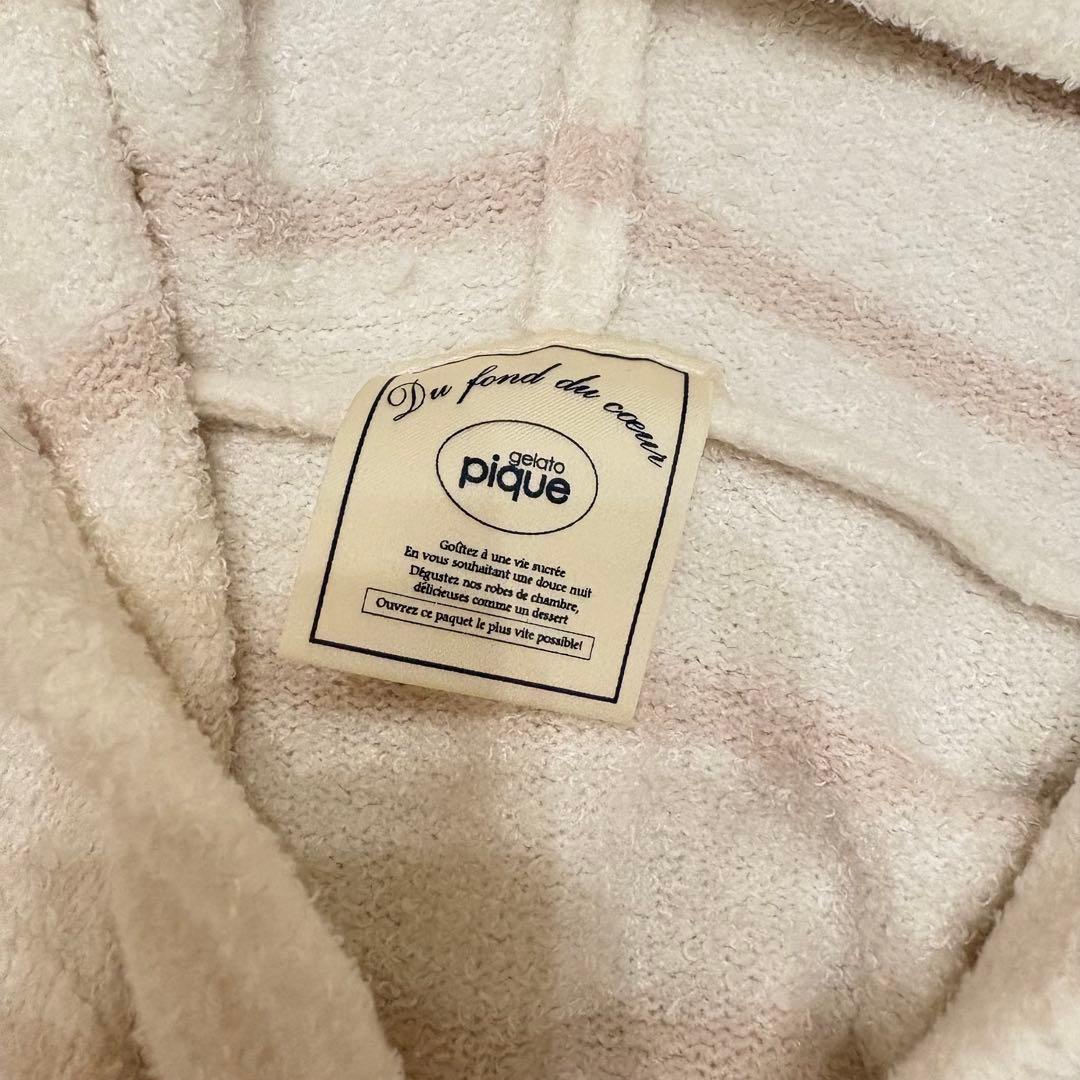 Du fond du cœur
gelato
pique
Goûtez à une vie sucrée
En vous souhaitant une douce nuit
Dégustez nos robes de chambre,
délicieuses comme un dessert
Ouvrez ce paquet le plus vite possible!